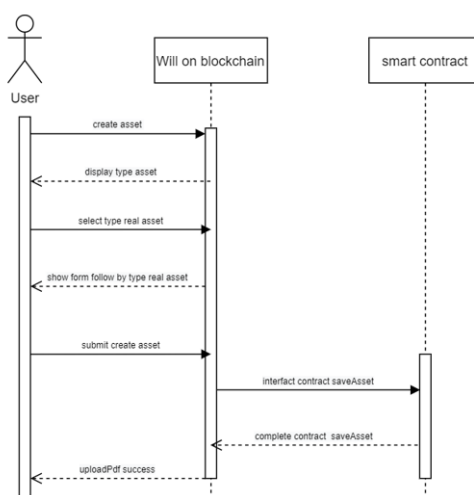 Will on blockchain
smart contract
User
create asset
display type asset
select type real asset
show form follow by type real asset
submit create asset
interfact contract saveAsset
complete contract saveAsset
uploadPdf success